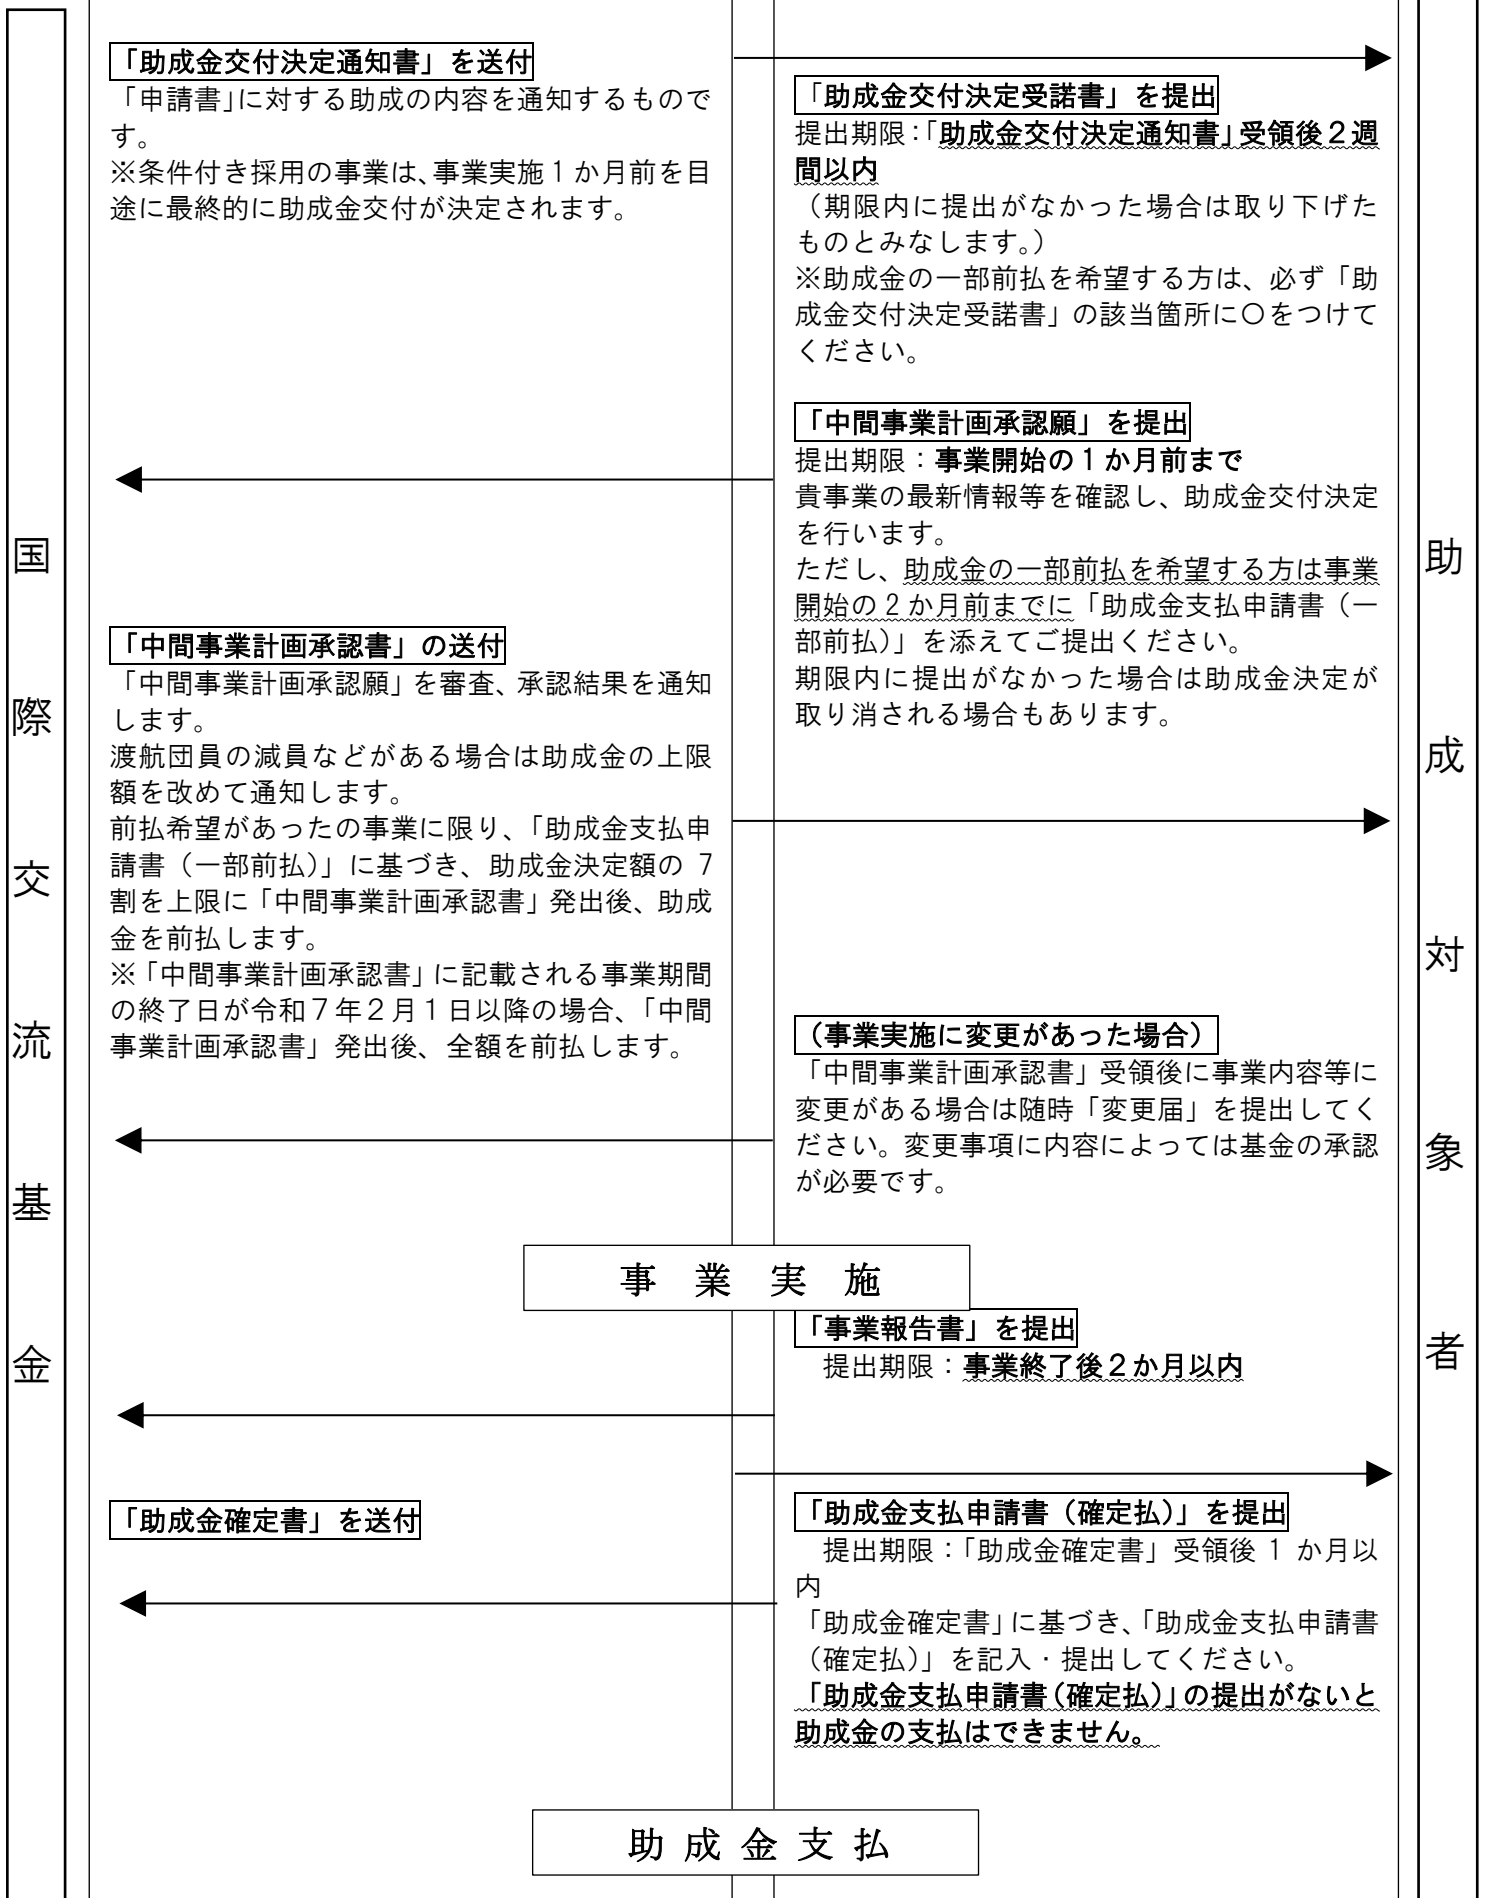 国際交流基金
「助成金交付決定通知書」を送付
「申請書」に対する助成の内容を通知するもので
す。
※条件付き採用の事業は、事業実施１か月前を目
途に最終的に助成金交付が決定されます。
「助成金交付決定受諾書」を提出
提出期限：「助成金交付決定通知書」受領後２週
間以内
（期限内に提出がなかった場合は取り下げた
ものとみなします。）
※助成金の一部前払を希望する方は、必ず「助
成金交付決定受諾書」の該当箇所に〇をつけて
ください。
「中間事業計画承認願」を提出
提出期限：事業開始の１か月前まで
貴事業の最新情報等を確認し、助成金交付決定
を行います。
ただし、助成金の一部前払を希望する方は事業
開始の２か月前までに「助成金支払申請書（一
部前払）」を添えてご提出ください。
期限内に提出がなかった場合は助成金決定が
取り消される場合もあります。
「中間事業計画承認書」の送付
「中間事業計画承認願」を審査、承認結果を通知
します。
渡航団員の減員などがある場合は助成金の上限
額を改めて通知します。
前払希望があったの事業に限り、「助成金支払申
請書（一部前払）」に基づき、助成金決定額の 7
割を上限に「中間事業計画承認書」発出後、助成
金を前払します。
※「中間事業計画承認書」に記載される事業期間
の終了日が令和７年２月１日以降の場合、「中間
事業計画承認書」発出後、全額を前払します。
（事業実施に変更があった場合）
「中間事業計画承認書」受領後に事業内容等に
変更がある場合は随時「変更届」を提出してく
ださい。変更事項に内容によっては基金の承認
が必要です。
事　業　実　施
「事業報告書」を提出
提出期限：事業終了後２か月以内
「助成金確定書」を送付
「助成金支払申請書（確定払）」を提出
提出期限：「助成金確定書」受領後 1 か月以
内
「助成金確定書」に基づき、「助成金支払申請書
（確定払）」を記入・提出してください。
「助成金支払申請書（確定払）」の提出がないと
助成金の支払はできません。
助 成 金 支 払
助成対象者